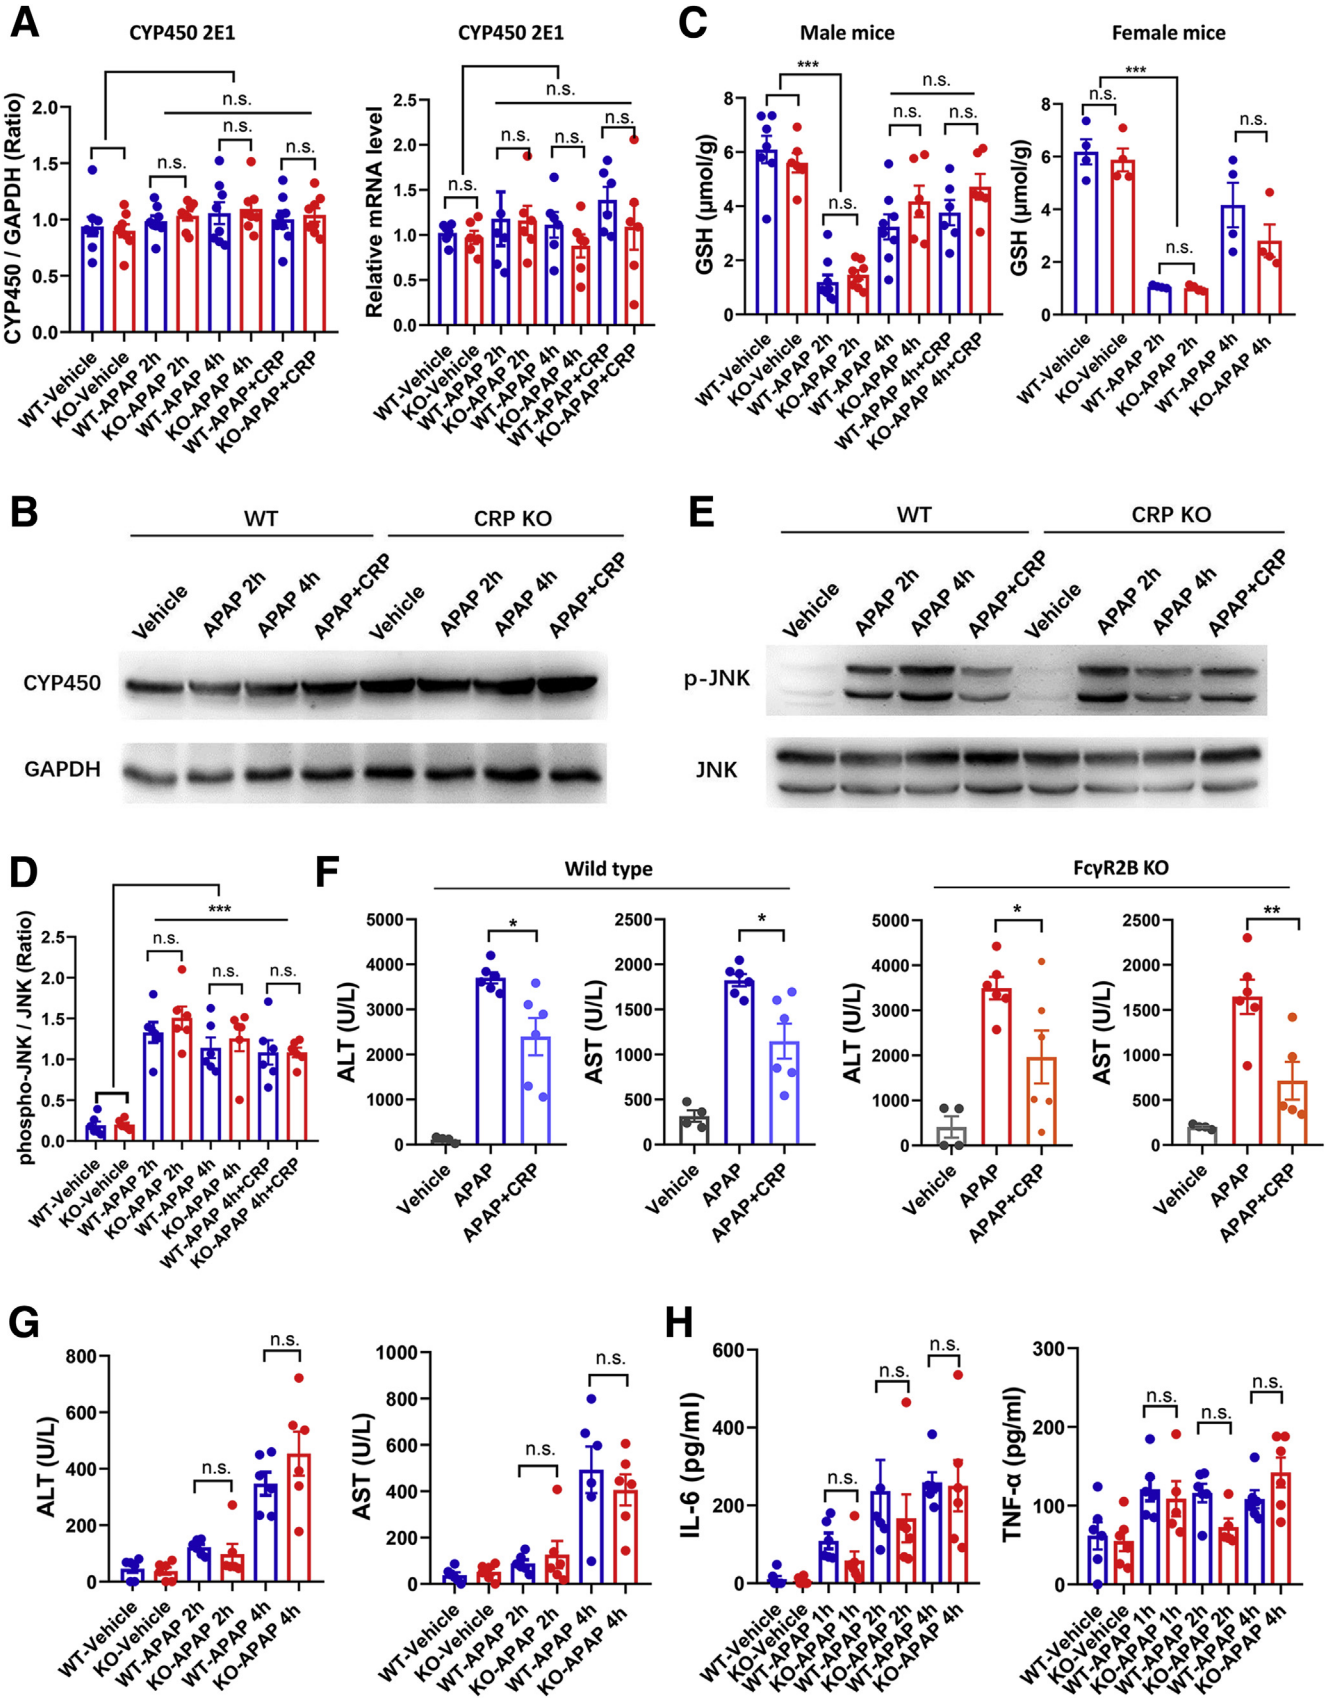 A
CYP450 2E1
CYP450 / GAPDH (Ratio)
2.0
1.5
1.0
0.5
0.0
n.s.
n.s.
n.s.
n.s.
WT-Vehicle
KO-Vehicle
WT-APAP 2h
KO-APAP 2h
WT-APAP 4h
KO-APAP 4h
WT-APAP+CRP
KO-APAP+CRP
CYP450 2E1
Relative mRNA level
2.5
2.0
1.5
1.0
0.5
0.0
n.s.
n.s.
n.s.
n.s.
n.s.
WT-Vehicle
KO-Vehicle
WT-APAP 2h
KO-APAP 2h
WT-APAP 4h
KO-APAP 4h
WT-APAP+CRP
KO-APAP+CRP
C
Male mice
GSH (μmol/g)
8
6
4
2
0
***
n.s.
n.s.
n.s.
n.s.
WT-Vehicle
KO-Vehicle
WT-APAP 2h
KO-APAP 2h
WT-APAP 4h
KO-APAP 4h
WT-APAP 4h+CRP
KO-APAP 4h+CRP
Female mice
GSH (μmol/g)
8
6
4
2
0
***
n.s.
n.s.
n.s.
WT-Vehicle
KO-Vehicle
WT-APAP 2h
KO-APAP 2h
WT-APAP 4h
KO-APAP 4h
B
WT
CRP KO
Vehicle
APAP 2h
APAP 4h
APAP+CRP
Vehicle
APAP 2h
APAP 4h
APAP+CRP
CYP450
GAPDH
E
WT
CRP KO
Vehicle
APAP 2h
APAP 4h
APAP+CRP
Vehicle
APAP 2h
APAP 4h
APAP+CRP
p-JNK
JNK
D
phospho-JNK / JNK (Ratio)
2.5
2.0
1.5
1.0
0.5
0.0
***
n.s.
n.s.
n.s.
WT-Vehicle
KO-Vehicle
WT-APAP 2h
KO-APAP 2h
WT-APAP 4h
KO-APAP 4h
WT-APAP 4h+CRP
KO-APAP 4h+CRP
F
Wild type
ALT (U/L)
5000
4000
3000
2000
1000
0
*
Vehicle
APAP
APAP+CRP
AST (U/L)
2500
2000
1500
1000
500
0
*
Vehicle
APAP
APAP+CRP
FcγR2B KO
ALT (U/L)
5000
4000
3000
2000
1000
0
*
Vehicle
APAP
APAP+CRP
AST (U/L)
2500
2000
1500
1000
500
0
**
Vehicle
APAP
APAP+CRP
G
ALT (U/L)
800
600
400
200
0
n.s.
n.s.
WT-Vehicle
KO-Vehicle
WT-APAP 2h
KO-APAP 2h
WT-APAP 4h
KO-APAP 4h
AST (U/L)
1000
800
600
400
200
0
n.s.
n.s.
WT-Vehicle
KO-Vehicle
WT-APAP 2h
KO-APAP 2h
WT-APAP 4h
KO-APAP 4h
H
IL-6 (pg/ml)
600
400
200
0
n.s.
n.s.
n.s.
WT-Vehicle
KO-Vehicle
WT-APAP 1h
KO-APAP 1h
WT-APAP 2h
KO-APAP 2h
WT-APAP 4h
KO-APAP 4h
TNF-α (pg/ml)
300
200
100
0
n.s.
n.s.
n.s.
WT-Vehicle
KO-Vehicle
WT-APAP 1h
KO-APAP 1h
WT-APAP 2h
KO-APAP 2h
WT-APAP 4h
KO-APAP 4h